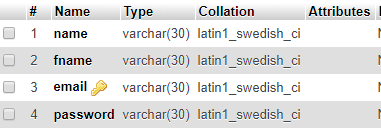 # Name Type Collation Attributes
1 name varchar(30) latin1_swedish_ci
2 fname varchar(30) latin1_swedish_ci
3 email varchar(30) latin1_swedish_ci
4 password varchar(30) latin1_swedish_ci